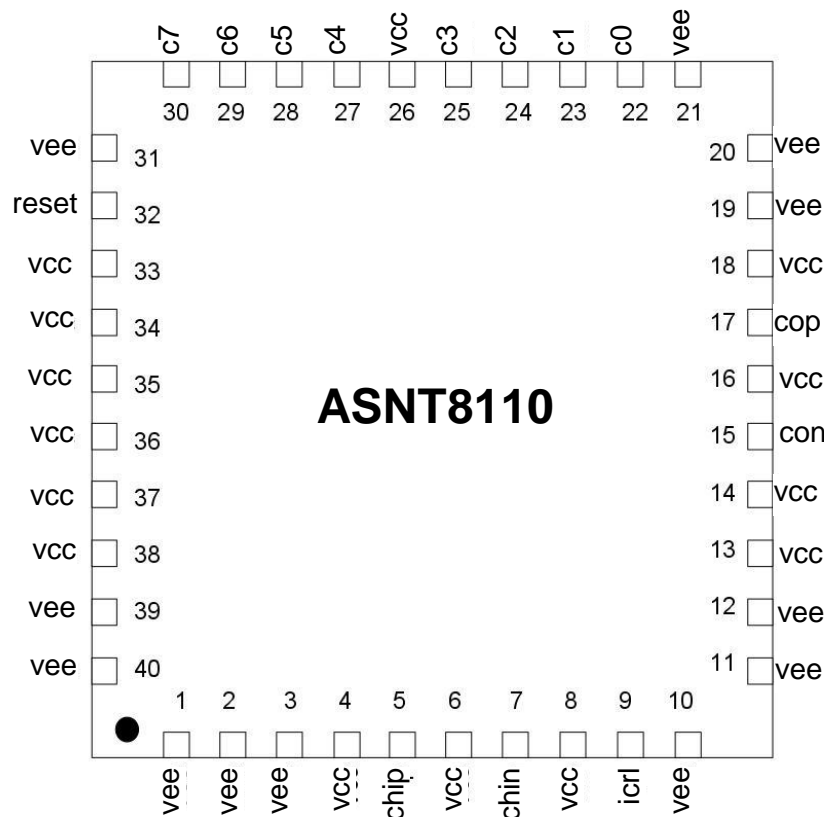 c7 c6 c5 c4 vcc c3 c2 c1 c0 vee
30 29 28 27 26 25 24 23 22 21
vee 31 20 vee
reset 32 19 vee
vcc 33 18 vcc
vcc 34 17 cop
vcc 35 16 vcc
ASNT8110
vcc 36 15 con
vcc 37 14 vcc
vcc 38 13 vcc
vee 39 12 vee
vee 40 11 vee
1 2 3 4 5 6 7 8 9 10
vee vee vee vcc chip vcc chin vcc icrl vee